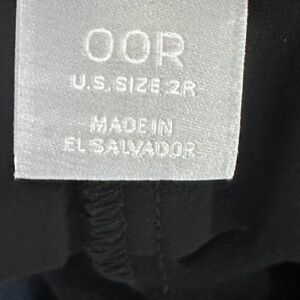 OOR
U.S. SIZE 2R
MADE IN
EL SALVADOR